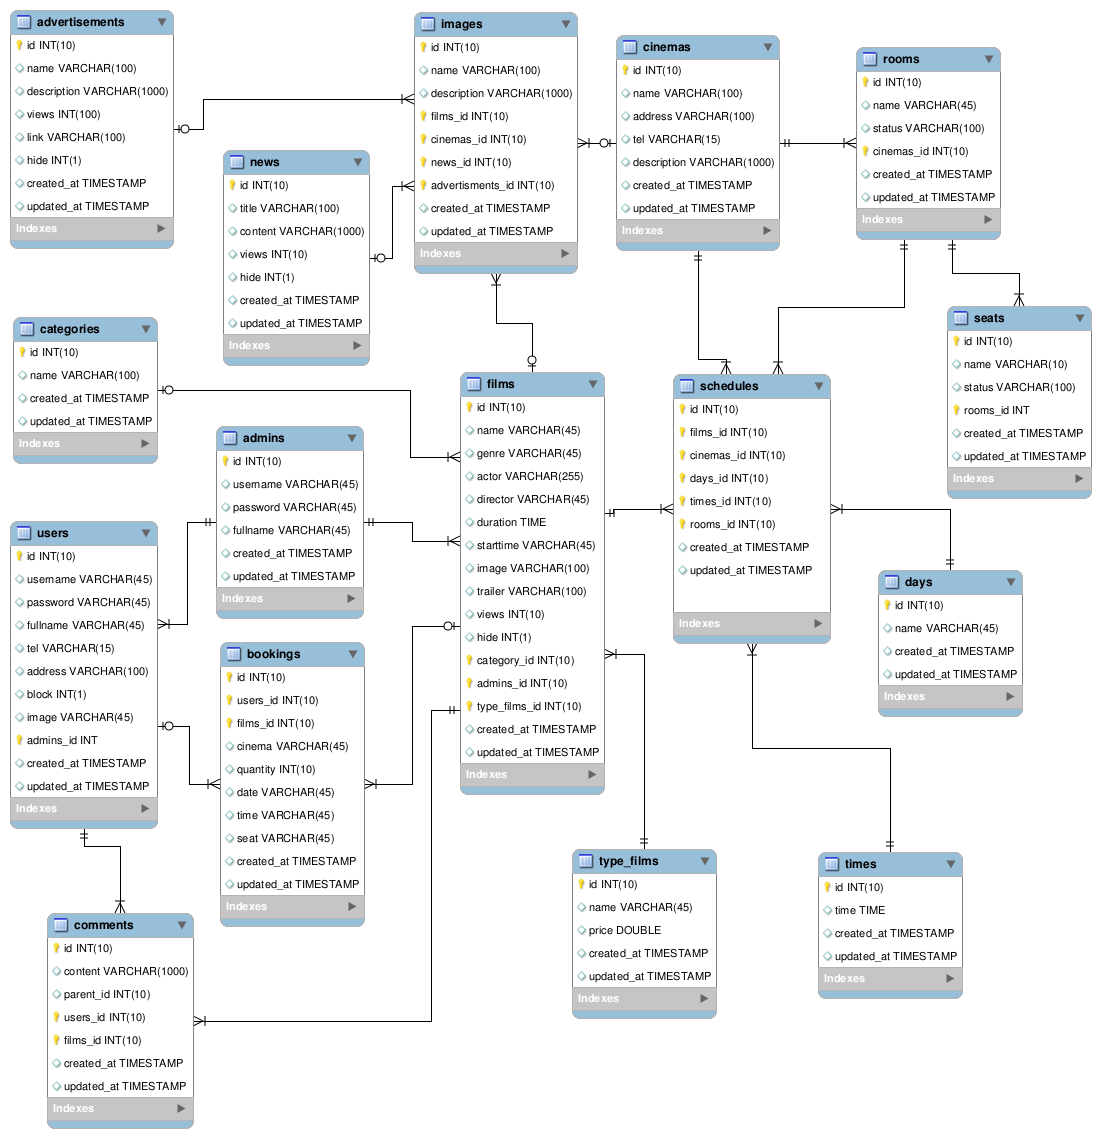 advertisements
id INT(10)
name VARCHAR(100)
description VARCHAR(1000)
views INT(100)
link VARCHAR(100)
hide INT(1)
created_at TIMESTAMP
updated_at TIMESTAMP
Indexes
images
id INT(10)
name VARCHAR(100)
description VARCHAR(1000)
films_id INT(10)
cinemas_id INT(10)
news_id INT(10)
advertisments_id INT(10)
created_at TIMESTAMP
updated_at TIMESTAMP
Indexes
cinemas
id INT(10)
name VARCHAR(100)
address VARCHAR(100)
tel VARCHAR(15)
description VARCHAR(1000)
created_at TIMESTAMP
updated_at TIMESTAMP
Indexes
rooms
id INT(10)
name VARCHAR(45)
status VARCHAR(100)
cinemas_id INT(10)
created_at TIMESTAMP
updated_at TIMESTAMP
Indexes
news
id INT(10)
title VARCHAR(100)
content VARCHAR(1000)
views INT(10)
hide INT(1)
created_at TIMESTAMP
updated_at TIMESTAMP
Indexes
seats
id INT(10)
name VARCHAR(10)
status VARCHAR(100)
rooms_id INT
created_at TIMESTAMP
updated_at TIMESTAMP
Indexes
categories
id INT(10)
name VARCHAR(100)
created_at TIMESTAMP
updated_at TIMESTAMP
Indexes
films
id INT(10)
name VARCHAR(45)
genre VARCHAR(45)
actor VARCHAR(255)
director VARCHAR(45)
duration TIME
starttime VARCHAR(45)
image VARCHAR(100)
trailer VARCHAR(100)
views INT(10)
hide INT(1)
category_id INT(10)
admins_id INT(10)
type_films_id INT(10)
created_at TIMESTAMP
updated_at TIMESTAMP
Indexes
schedules
id INT(10)
films_id INT(10)
cinemas_id INT(10)
days_id INT(10)
times_id INT(10)
rooms_id INT(10)
created_at TIMESTAMP
updated_at TIMESTAMP
Indexes
admins
id INT(10)
username VARCHAR(45)
password VARCHAR(45)
fullname VARCHAR(45)
created_at TIMESTAMP
updated_at TIMESTAMP
Indexes
users
id INT(10)
username VARCHAR(45)
password VARCHAR(45)
fullname VARCHAR(45)
tel VARCHAR(15)
address VARCHAR(100)
block INT(1)
image VARCHAR(45)
admins_id INT
created_at TIMESTAMP
updated_at TIMESTAMP
Indexes
days
id INT(10)
name VARCHAR(45)
created_at TIMESTAMP
updated_at TIMESTAMP
Indexes
bookings
id INT(10)
users_id INT(10)
films_id INT(10)
cinema VARCHAR(45)
quantity INT(10)
date VARCHAR(45)
time VARCHAR(45)
seat VARCHAR(45)
created_at TIMESTAMP
updated_at TIMESTAMP
Indexes
type_films
id INT(10)
name VARCHAR(45)
price DOUBLE
created_at TIMESTAMP
updated_at TIMESTAMP
Indexes
times
id INT(10)
time TIME
created_at TIMESTAMP
updated_at TIMESTAMP
Indexes
comments
id INT(10)
content VARCHAR(1000)
parent_id INT(10)
users_id INT(10)
films_id INT(10)
created_at TIMESTAMP
updated_at TIMESTAMP
Indexes